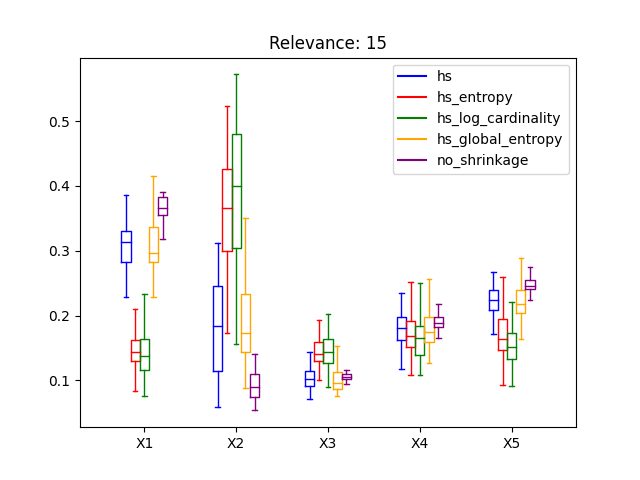 Relevance: 15
hs
hs_entropy
hs_log_cardinality
hs_global_entropy
no_shrinkage
0.5
0.4
0.3
0.2
0.1
X1 X2 X3 X4 X5